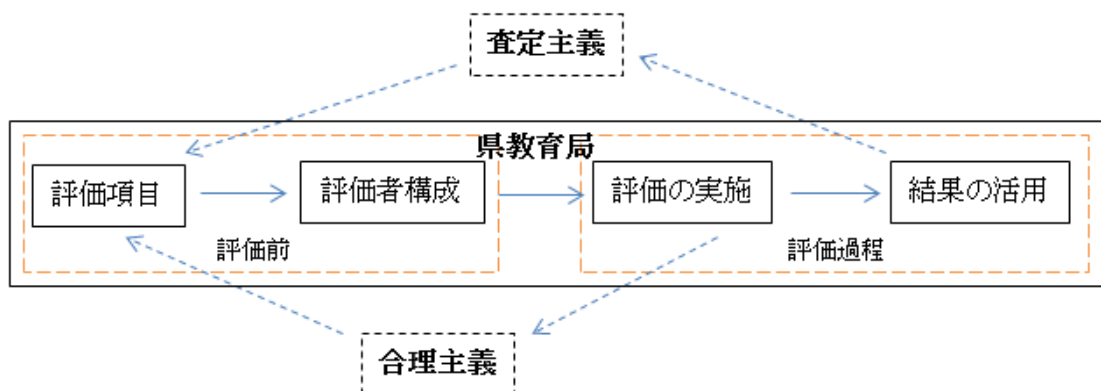 査定主義
県教育局
評価項目
評価者構成
評価の実施
結果の活用
評価前
評価過程
合理主義